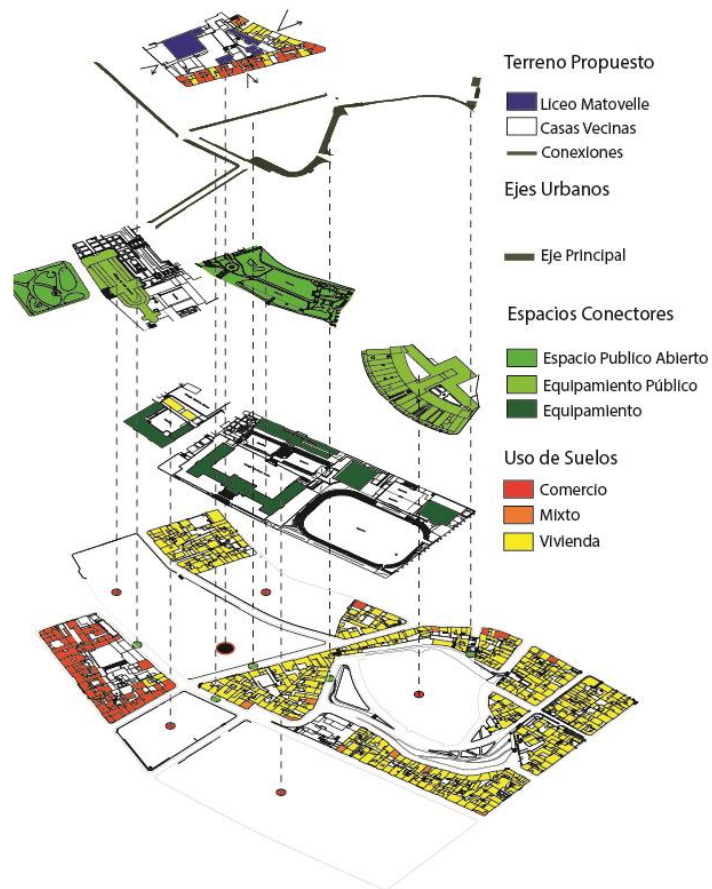 Terreno Propuesto
Liceo Matovelle
Casas Vecinas
Conexiones
Ejes Urbanos
Eje Principal
Espacios Conectores
Espacio Publico Abierto
Equipamiento Público
Equipamiento
Uso de Suelos
Comercio
Mixto
Vivienda